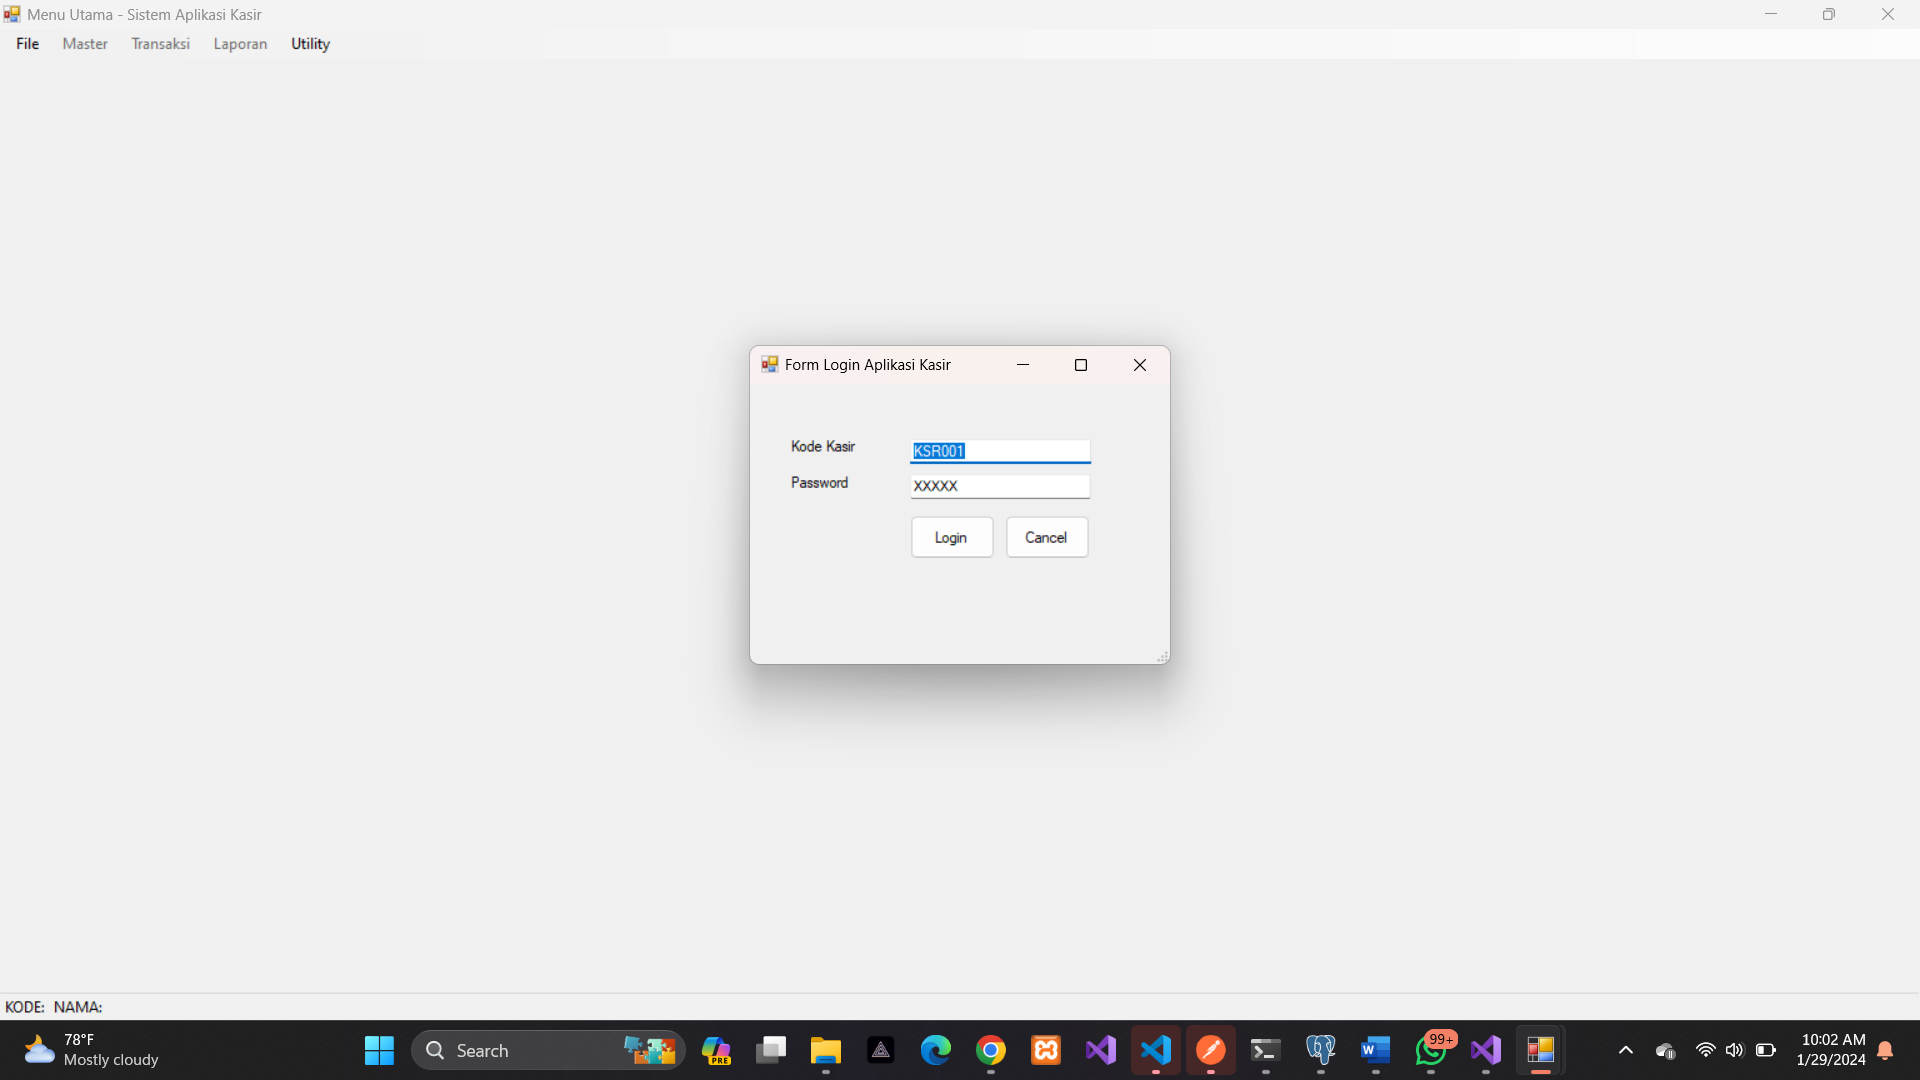 Menu Utama - Sistem Aplikasi Kasir
File Master Transaksi Laporan Utility
Form Login Aplikasi Kasir
Kode Kasir KSR001
Password XXXXX
Login Cancel
KODE: NAMA:
78°F
Mostly cloudy
Search
PRE
99+
10:02 AM
1/29/2024